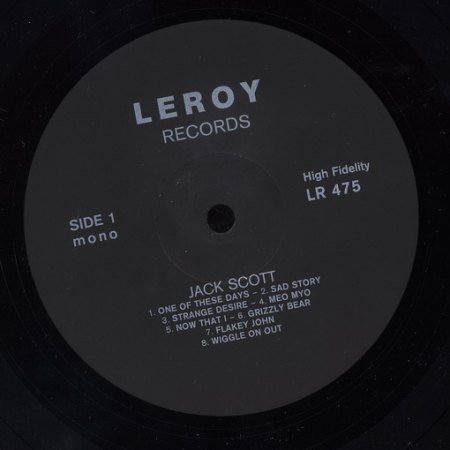 LEROY
RECORDS
High Fidelity
LR 475
SIDE 1
mono
JACK SCOTT
1. ONE OF THESE DAYS – 2. SAD STORY
3. STRANGE DESIRE – 4. MEO MYO
5. NOW THAT I – 6. GRIZZLY BEAR
7. FLAKEY JOHN
8. WIGGLE ON OUT